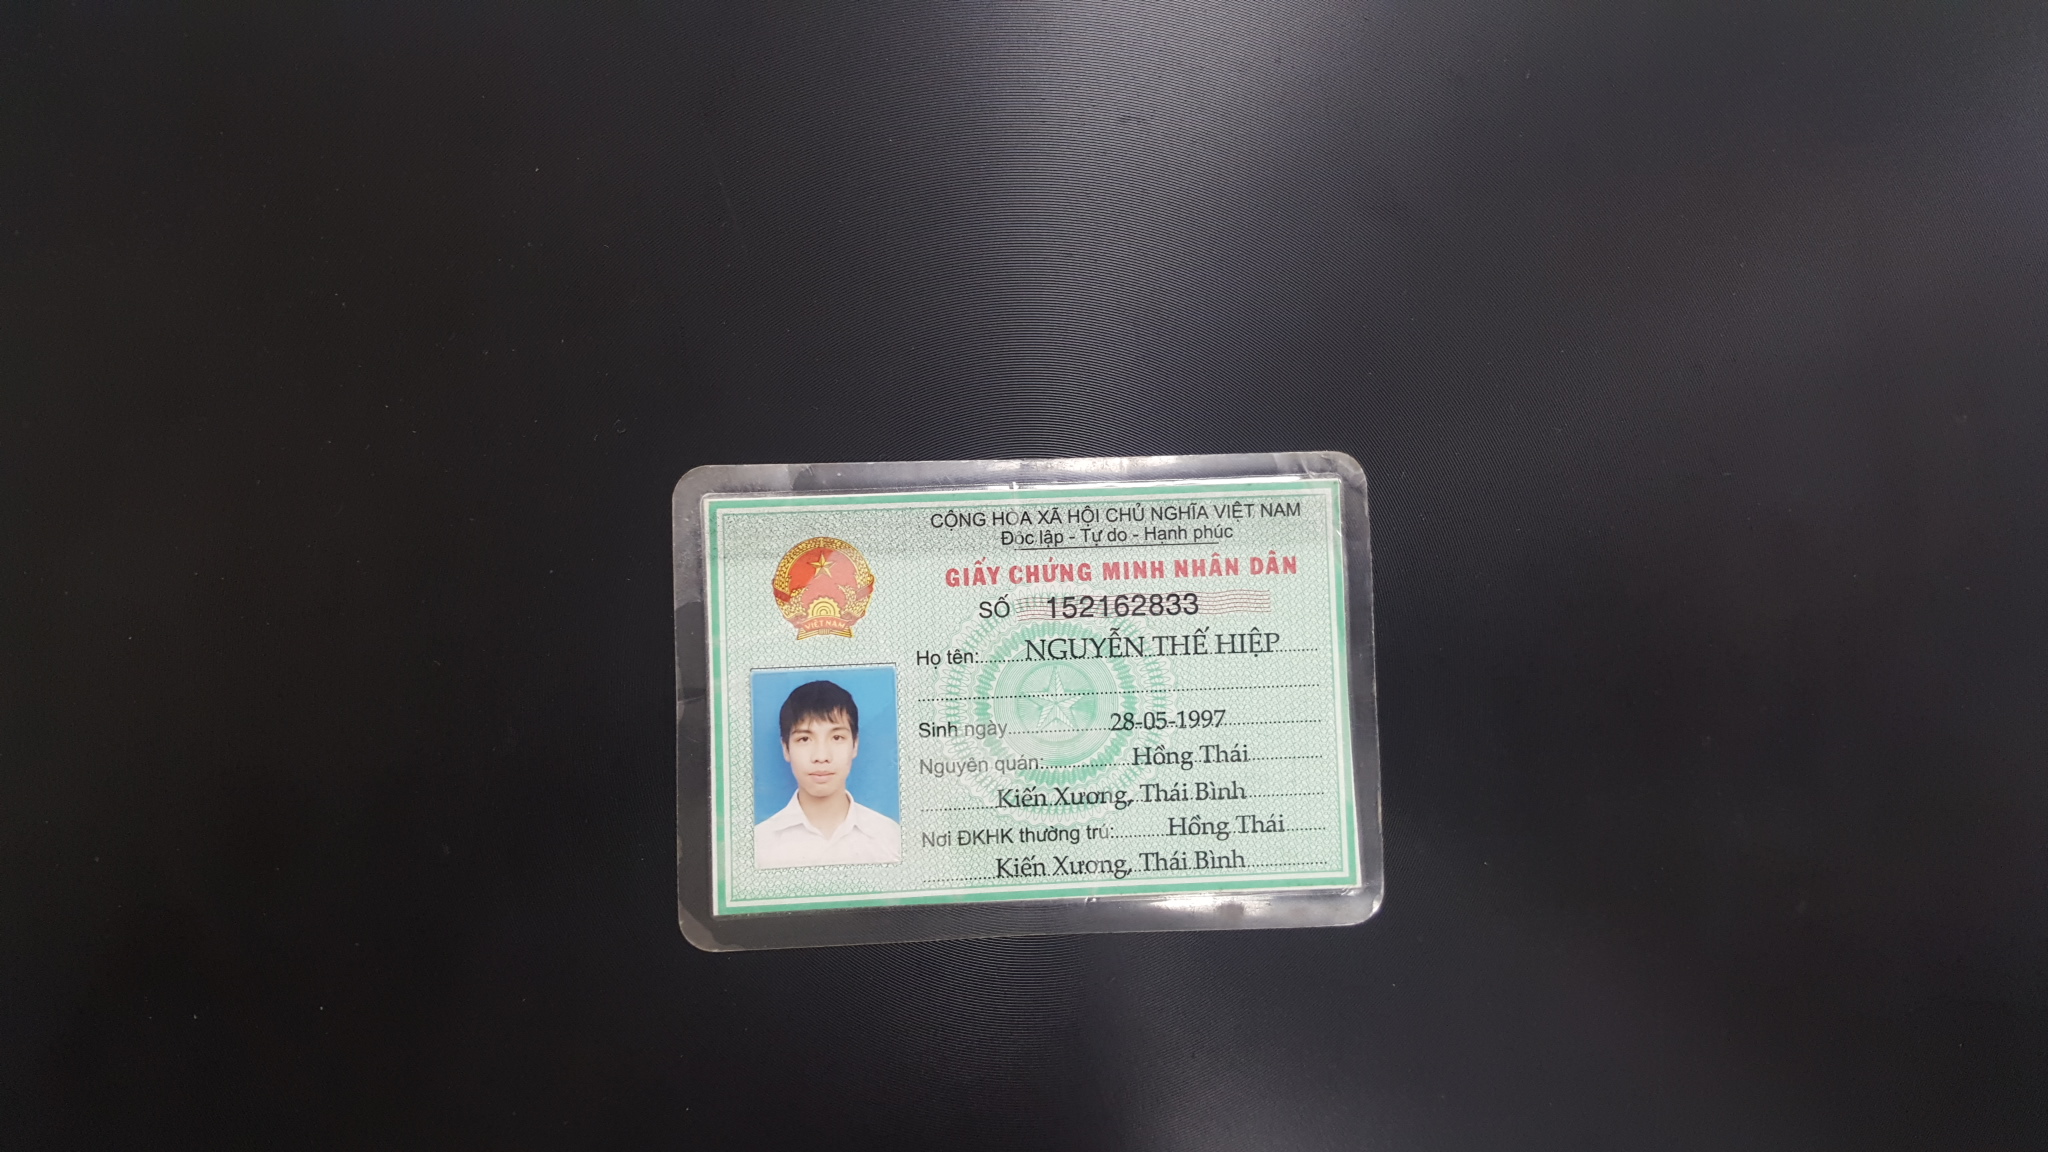 CỘNG HÒA XÃ HỘI CHỦ NGHĨA VIỆT NAM
Độc lập - Tự do - Hạnh phúc
GIẤY CHỨNG MINH NHÂN DÂN
SỐ 152162833
Họ tên: NGUYỄN THẾ HIỆP
Sinh ngày 28-05-1997
Nguyên quán: Hồng Thái
Kiến Xương, Thái Bình
Nơi ĐKHK thường trú: Hồng Thái
Kiến Xương, Thái Bình
VIỆT NAM